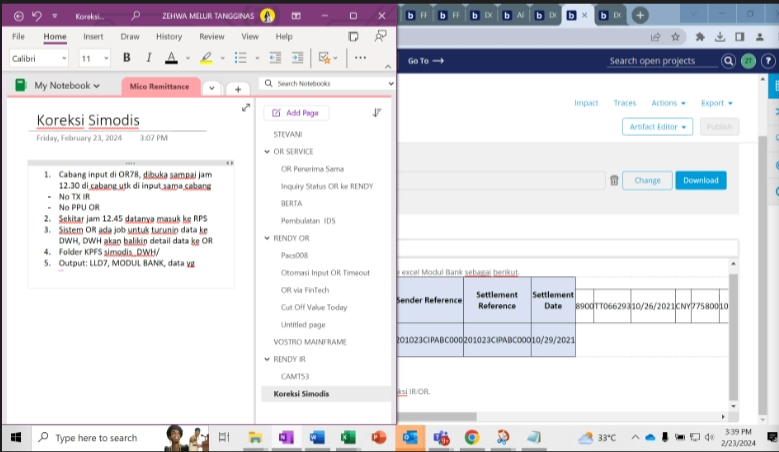 Koreksi...
ZEHWA MELUR TANGGINAS
File Home Insert Draw History Review View Help
Calibri 11 B I A
My Notebook
Mico Remittance
Search Notebooks
Koreksi Simodis
Friday, February 23, 2024 3:07 PM
1. Cabang input di OR78, dibuka sampai jam
12.30 di cabang utk di input sama cabang
- No TX IR
- No PPU OR
2. Sekitar jam 12.45 datanya masuk ke RPS
3. Sistem OR ada job untuk turunin data ke
DWH, DWH akan balikin detail data ke OR
4. Folder KPFS simodis_DWH/
5. Output: LLD7, MODUL BANK, data yg
Add Page
STEVANI
OR SERVICE
OR Penerima Sama
Inquiry Status OR ke RENDY
BERTA
Pembulatan IDS
RENDY OR
Pacs008
Otomasi Input OR Timeout
OR via FinTech
Cut Off Value Today
Untitled page
VOSTRO MAINFRAME
RENDY IR
CAMT53
Koreksi Simodis
FF
FF
AI
Go To →
Search open projects
ZT
?
Impact Traces Actions Export
Artifact Editor
Publish
Change
Download
excel Modul Bank sebagai berikut.
Sender Reference
Settlement
Reference
Settlement
Date
8900 TT066293 10/26/2021 CNY 775800 10
201023CIPABC000 201023CIPABC000 10/29/2021
ksi IR/OR.
Type here to search
33°C
3:39 PM
2/23/2024